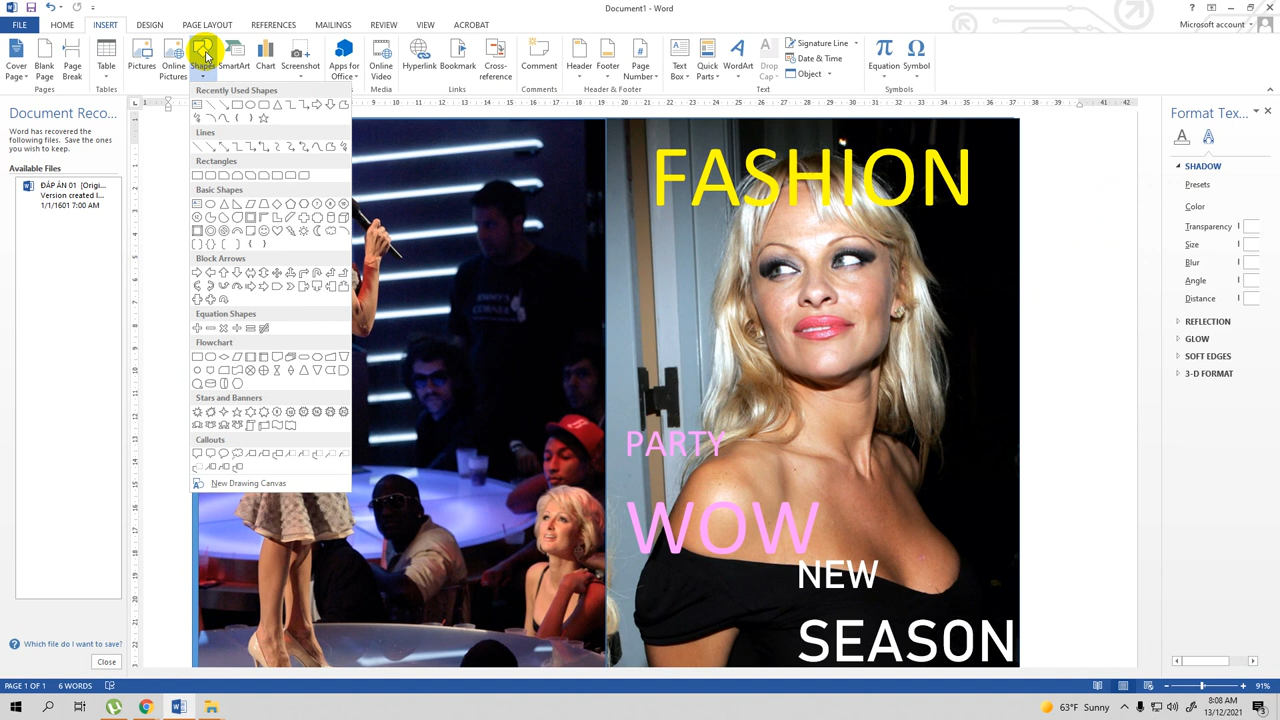 Document1 - Word
FILE HOME INSERT DESIGN PAGE LAYOUT REFERENCES MAILINGS REVIEW VIEW ACROBAT
Microsoft account
Cover Page
Blank Page
Page Break
Table
Pictures
Online Pictures
Shapes
SmartArt
Chart
Screenshot
Apps for Office
Online Video
Hyperlink
Bookmark
Cross-reference
Comment
Header
Footer
Page Number
Text Box
Quick Parts
WordArt
Drop Cap
Signature Line
Date & Time
Object
Equation
Symbol
Pages
Tables
Media
Links
Comments
Header & Footer
Text
Symbols
Recently Used Shapes
Lines
Rectangles
Basic Shapes
Block Arrows
Equation Shapes
Flowchart
Stars and Banners
Callouts
New Drawing Canvas
Document Reco...
Word has recovered the
following files. Save the ones
you wish to keep.
Available Files
ĐÁP ÁN 01 [Origi...
Version created l...
1/1/1601 7:00 AM
Which file do I want to save?
Close
FASHION
PARTY
WOW
NEW
SEASON
Format Tex...
SHADOW
Presets
Color
Transparency
Size
Blur
Angle
Distance
REFLECTION
GLOW
SOFT EDGES
3-D FORMAT
PAGE 1 OF 1 6 WORDS
91%
63°F Sunny
8:08 AM
13/12/2021